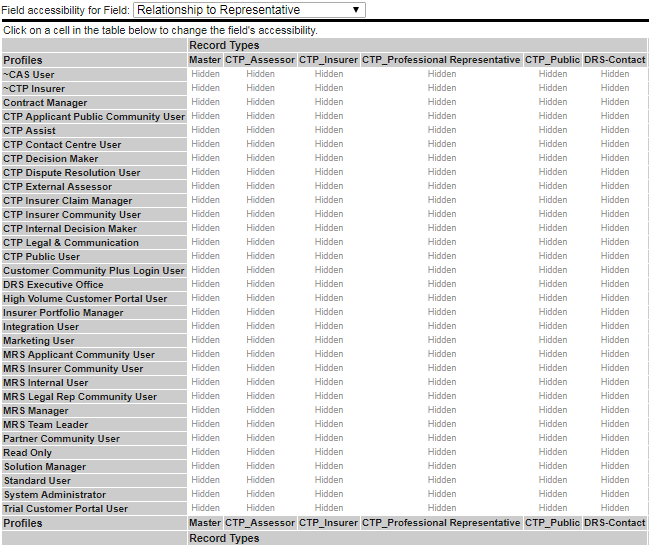 Field accessibility for Field: Relationship to Representative
Click on a cell in the table below to change the field's accessibility.
Record Types
Profiles Master CTP_Assessor CTP_Insurer CTP_Professional Representative CTP_Public DRS-Contact
~CAS User Hidden Hidden Hidden Hidden Hidden Hidden
~CTP Insurer Hidden Hidden Hidden Hidden Hidden Hidden
Contract Manager Hidden Hidden Hidden Hidden Hidden Hidden
CTP Applicant Public Community User Hidden Hidden Hidden Hidden Hidden Hidden
CTP Assist Hidden Hidden Hidden Hidden Hidden Hidden
CTP Contact Centre User Hidden Hidden Hidden Hidden Hidden Hidden
CTP Decision Maker Hidden Hidden Hidden Hidden Hidden Hidden
CTP Dispute Resolution User Hidden Hidden Hidden Hidden Hidden Hidden
CTP External Assessor Hidden Hidden Hidden Hidden Hidden Hidden
CTP Insurer Claim Manager Hidden Hidden Hidden Hidden Hidden Hidden
CTP Insurer Community User Hidden Hidden Hidden Hidden Hidden Hidden
CTP Internal Decision Maker Hidden Hidden Hidden Hidden Hidden Hidden
CTP Legal & Communication Hidden Hidden Hidden Hidden Hidden Hidden
CTP Public User Hidden Hidden Hidden Hidden Hidden Hidden
Customer Community Plus Login User Hidden Hidden Hidden Hidden Hidden Hidden
DRS Executive Office Hidden Hidden Hidden Hidden Hidden Hidden
High Volume Customer Portal User Hidden Hidden Hidden Hidden Hidden Hidden
Insurer Portfolio Manager Hidden Hidden Hidden Hidden Hidden Hidden
Integration User Hidden Hidden Hidden Hidden Hidden Hidden
Marketing User Hidden Hidden Hidden Hidden Hidden Hidden
MRS Applicant Community User Hidden Hidden Hidden Hidden Hidden Hidden
MRS Insurer Community User Hidden Hidden Hidden Hidden Hidden Hidden
MRS Internal User Hidden Hidden Hidden Hidden Hidden Hidden
MRS Legal Rep Community User Hidden Hidden Hidden Hidden Hidden Hidden
MRS Manager Hidden Hidden Hidden Hidden Hidden Hidden
MRS Team Leader Hidden Hidden Hidden Hidden Hidden Hidden
Partner Community User Hidden Hidden Hidden Hidden Hidden Hidden
Read Only Hidden Hidden Hidden Hidden Hidden Hidden
Solution Manager Hidden Hidden Hidden Hidden Hidden Hidden
Standard User Hidden Hidden Hidden Hidden Hidden Hidden
System Administrator Hidden Hidden Hidden Hidden Hidden Hidden
Trial Customer Portal User Hidden Hidden Hidden Hidden Hidden Hidden
Profiles Master CTP_Assessor CTP_Insurer CTP_Professional Representative CTP_Public DRS-Contact
Record Types